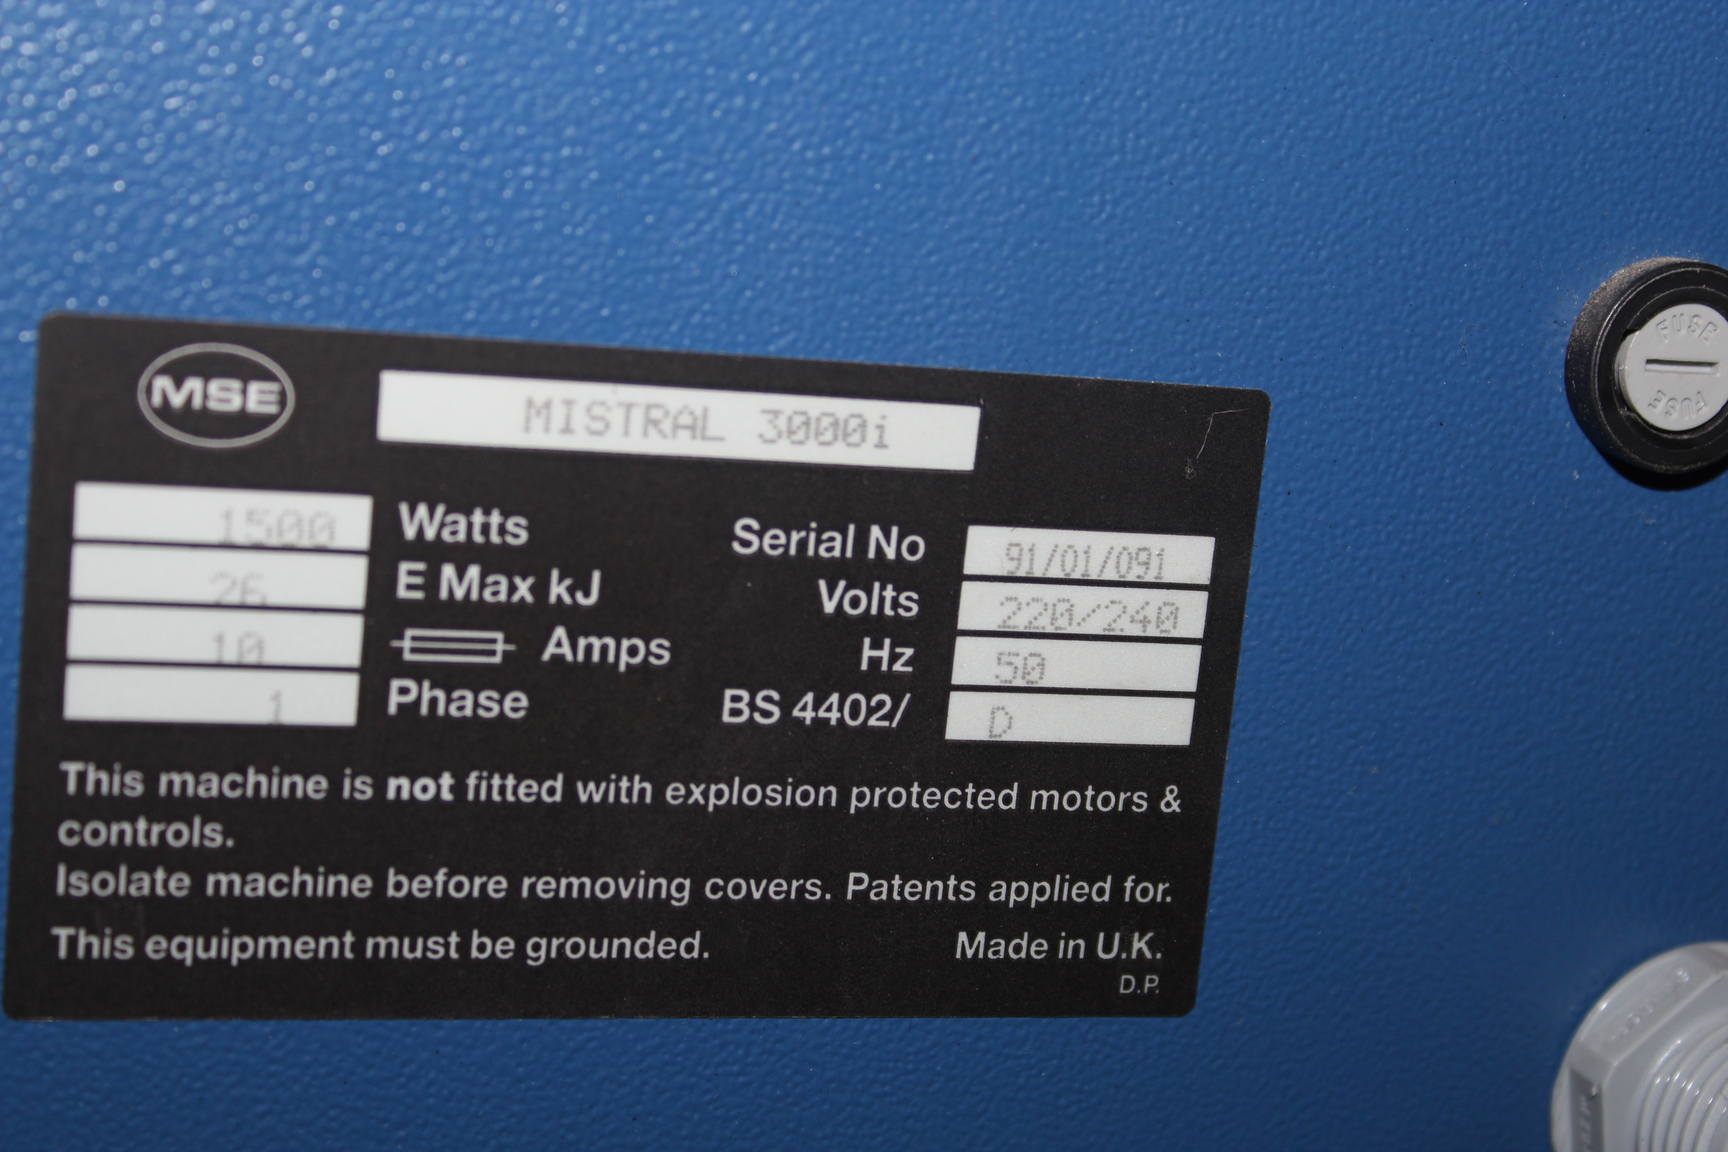 MSE MISTRAL 3000i
1500 Watts Serial No 91/01/091
26 E Max kJ Volts 220/240
10 Amps Hz 50
1 Phase BS 4402/ D
This machine is not fitted with explosion protected motors &
controls.
Isolate machine before removing covers. Patents applied for.
This equipment must be grounded. Made in U.K.
D.P.
FUSE
FUSE